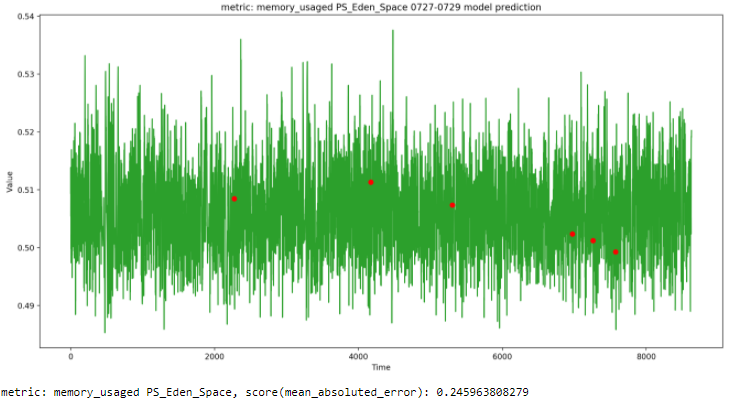 metric: memory_usaged PS_Eden_Space 0727-0729 model prediction
0.54
0.53
0.52
0.51
0.50
0.49
Value
0
2000
4000
6000
8000
Time
metric: memory_usaged PS_Eden_Space, score(mean_absoluted_error): 0.245963808279